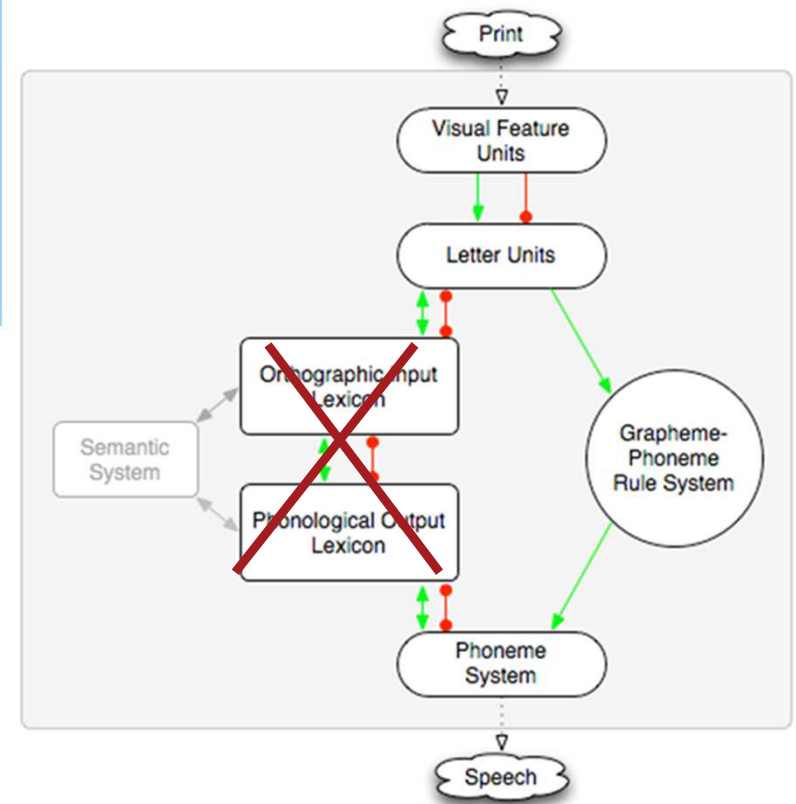 Print
Visual Feature
Units
Letter Units
Orthographic Input
Lexicon
Semantic
System
Grapheme-
Phoneme
Rule System
Phonological Output
Lexicon
Phoneme
System
Speech